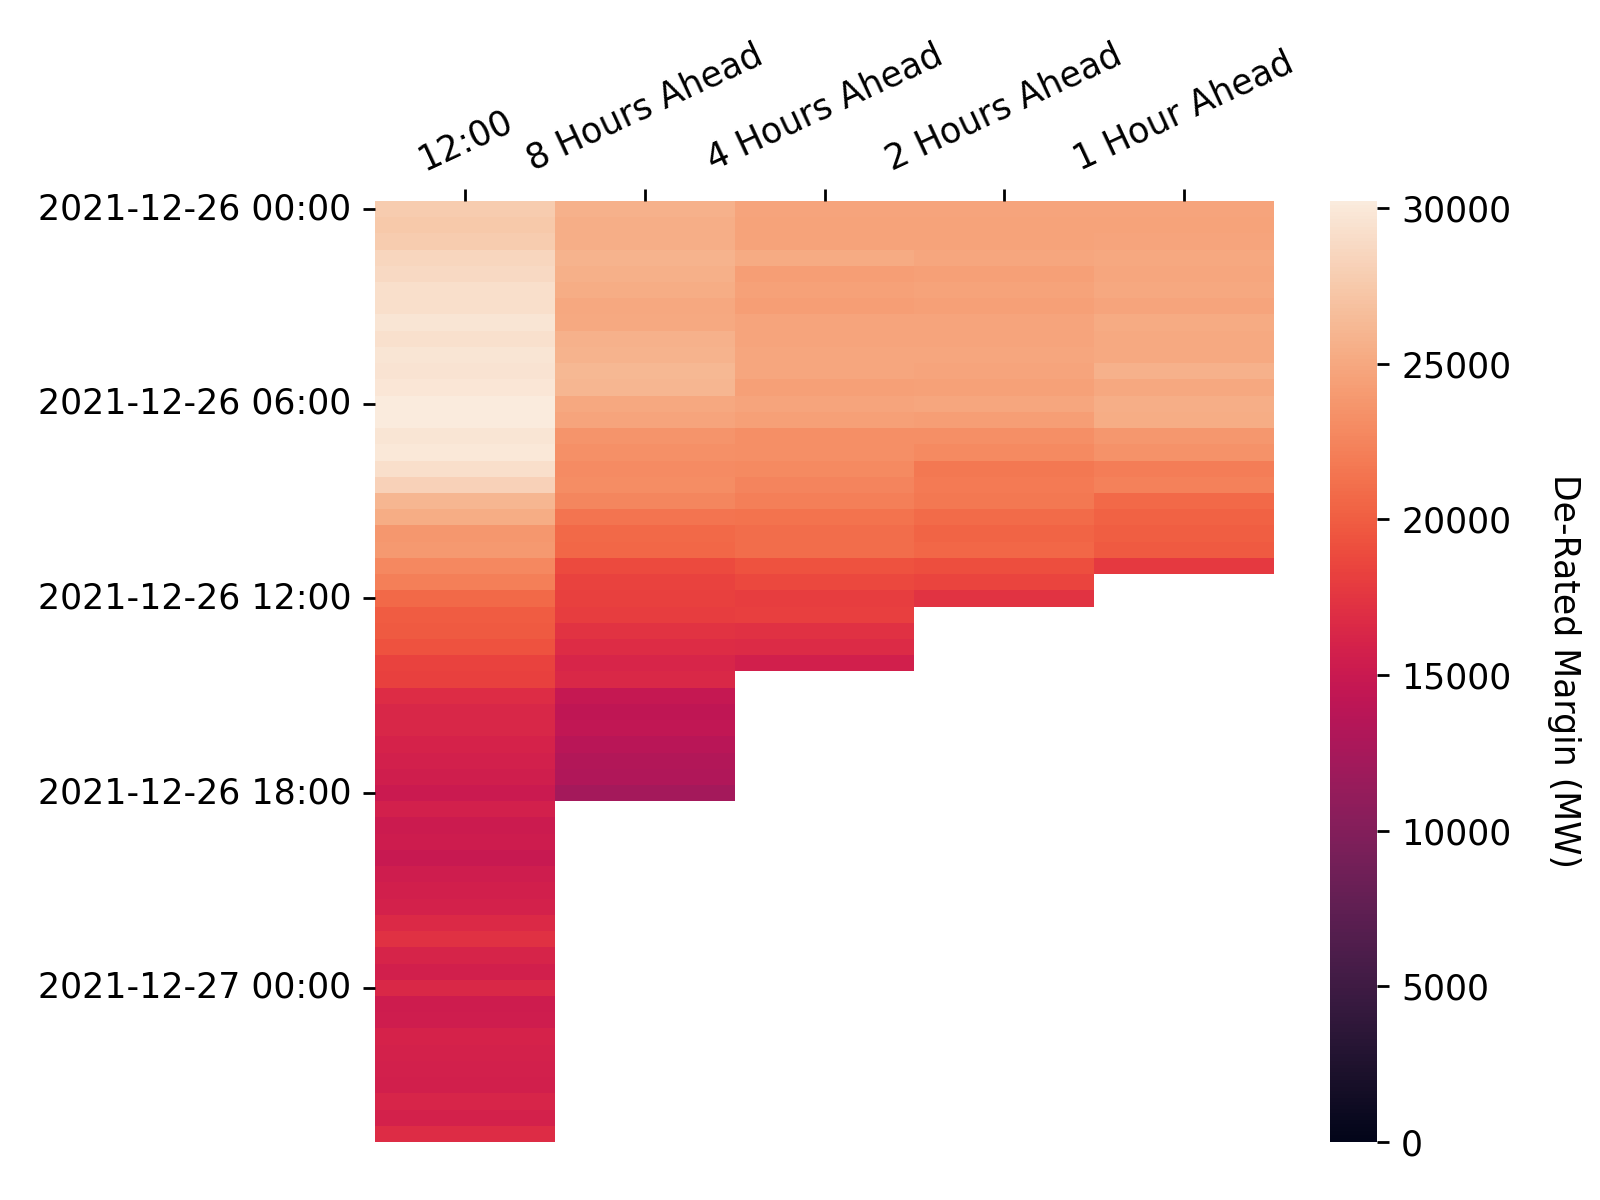 12:00
8 Hours Ahead
4 Hours Ahead
2 Hours Ahead
1 Hour Ahead
2021-12-26 00:00
2021-12-26 06:00
2021-12-26 12:00
2021-12-26 18:00
2021-12-27 00:00
30000
25000
20000
15000
10000
5000
0
De-Rated Margin (MW)